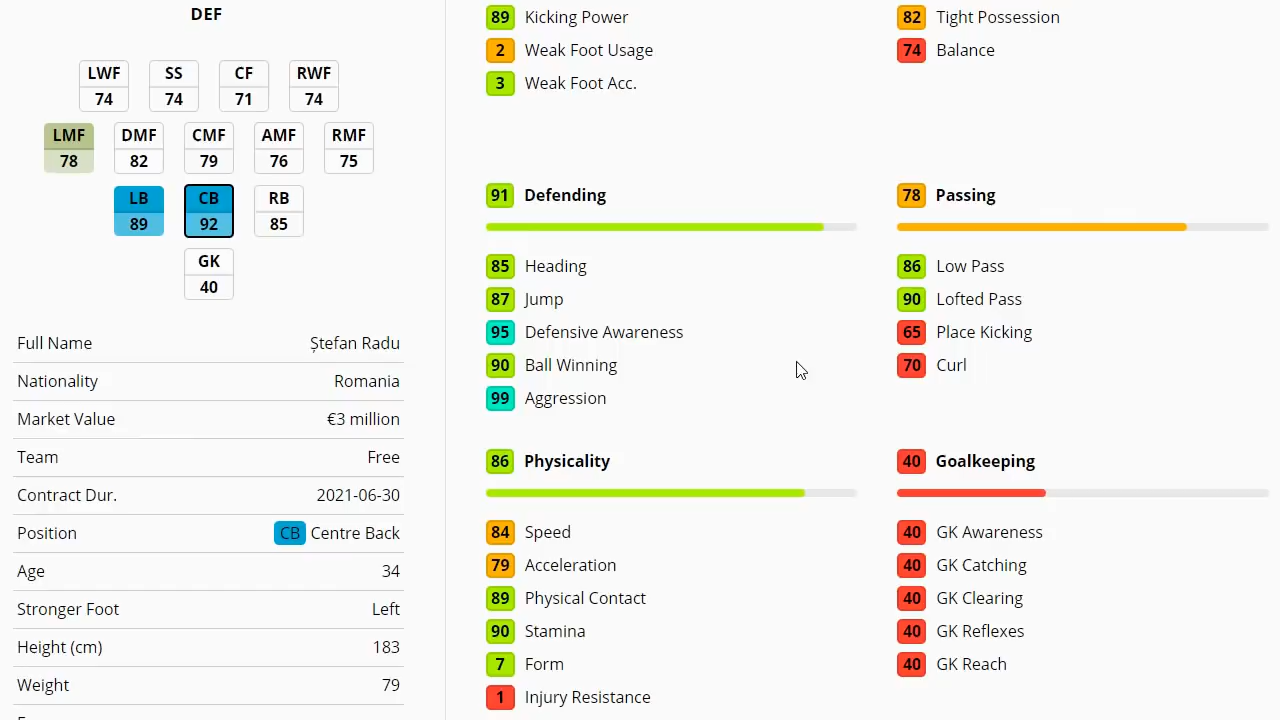 DEF
LWF SS CF RWF
74 74 71 74
LMF DMF CMF AMF RMF
78 82 79 76 75
LB CB RB
89 92 85
GK
40
Full Name Ștefan Radu
Nationality Romania
Market Value €3 million
Team Free
Contract Dur. 2021-06-30
Position CB Centre Back
Age 34
Stronger Foot Left
Height (cm) 183
Weight 79
89 Kicking Power
2 Weak Foot Usage
3 Weak Foot Acc.
82 Tight Possession
74 Balance
91 Defending
85 Heading
87 Jump
95 Defensive Awareness
90 Ball Winning
99 Aggression
78 Passing
86 Low Pass
90 Lofted Pass
65 Place Kicking
70 Curl
86 Physicality
84 Speed
79 Acceleration
89 Physical Contact
90 Stamina
7 Form
1 Injury Resistance
40 Goalkeeping
40 GK Awareness
40 GK Catching
40 GK Clearing
40 GK Reflexes
40 GK Reach